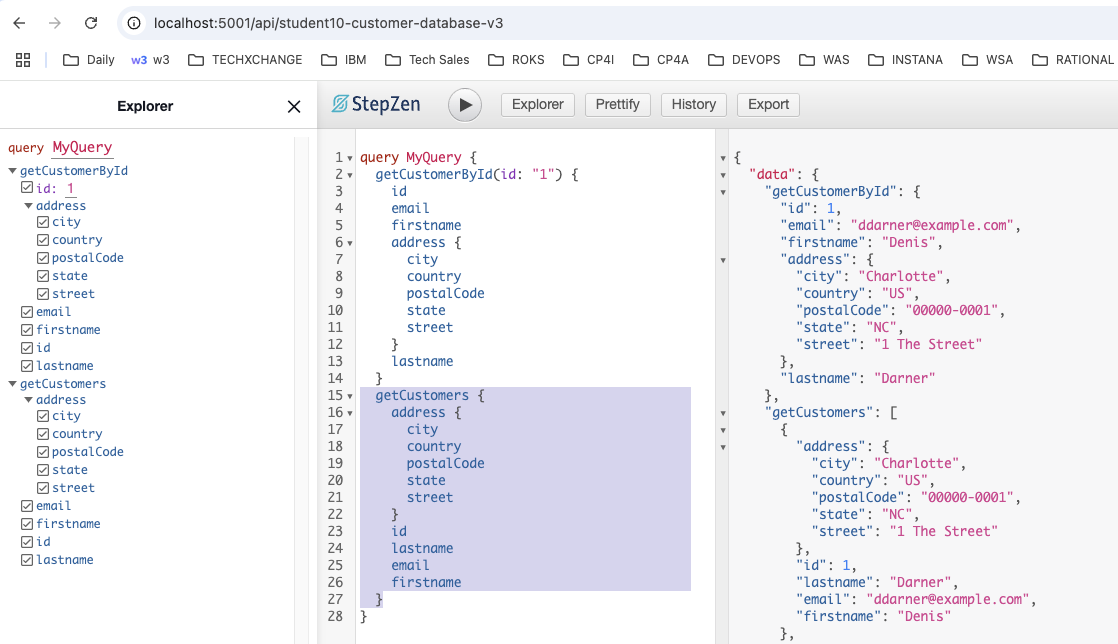 localhost:5001/api/student10-customer-database-v3
Daily w3 w3 TECHXCHANGE IBM Tech Sales ROKS CP4I CP4A DEVOPS WAS INSTANA WSA RATIONAL
Explorer
StepZen Explorer Prettify History Export
query MyQuery
getCustomerById
id: 1
address
city
country
postalCode
state
street
email
firstname
id
lastname
getCustomers
address
city
country
postalCode
state
street
email
firstname
id
lastname
1 query MyQuery {
2 getCustomerById(id: "1") {
3 id
4 email
5 firstname
6 address {
7 city
8 country
9 postalCode
10 state
11 street
12 }
13 lastname
14 }
15 getCustomers {
16 address {
17 city
18 country
19 postalCode
20 state
21 street
22 }
23 id
24 lastname
25 email
26 firstname
27 }
28 }
{
"data": {
"getCustomerById": {
"id": 1,
"email": "ddarner@example.com",
"firstname": "Denis",
"address": {
"city": "Charlotte",
"country": "US",
"postalCode": "00000-0001",
"state": "NC",
"street": "1 The Street"
},
"lastname": "Darner"
},
"getCustomers": [
{
"address": {
"city": "Charlotte",
"country": "US",
"postalCode": "00000-0001",
"state": "NC",
"street": "1 The Street"
},
"id": 1,
"lastname": "Darner",
"email": "ddarner@example.com",
"firstname": "Denis"
},